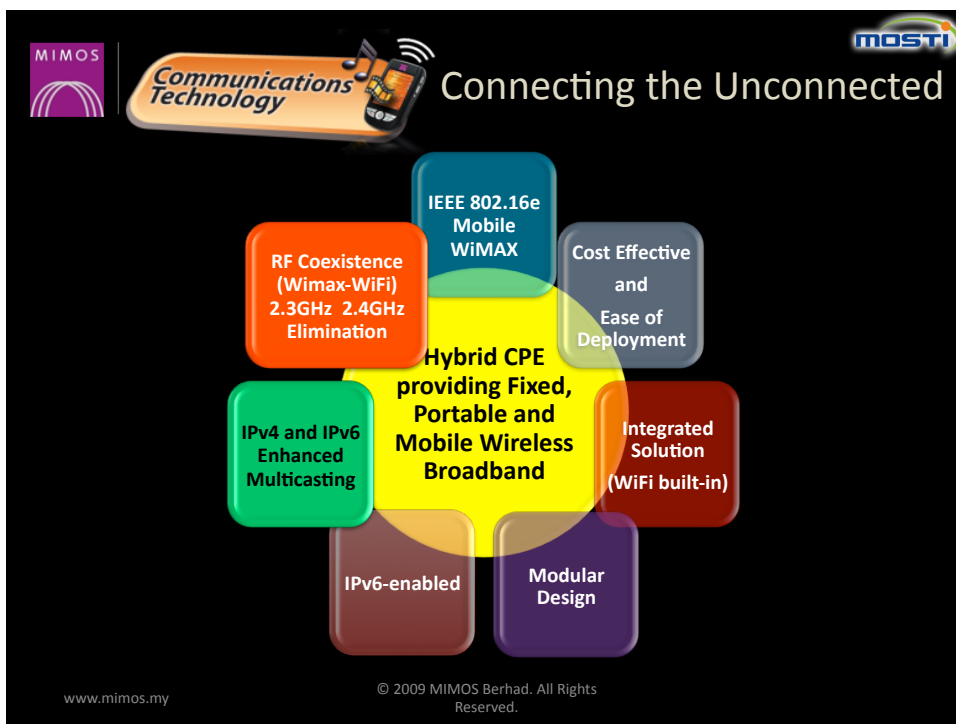 MIMOS
Communications
Technology
mosti
Connecting the Unconnected
IEEE 802.16e
Mobile
WiMAX
Cost Effective
and
Ease of
Deployment
Integrated
Solution
(WiFi built-in)
Modular
Design
IPv6-enabled
IPv4 and IPv6
Enhanced
Multicasting
RF Coexistence
(Wimax-WiFi)
2.3GHz 2.4GHz
Elimination
Hybrid CPE
providing Fixed,
Portable and
Mobile Wireless
Broadband
www.mimos.my
© 2009 MIMOS Berhad. All Rights
Reserved.